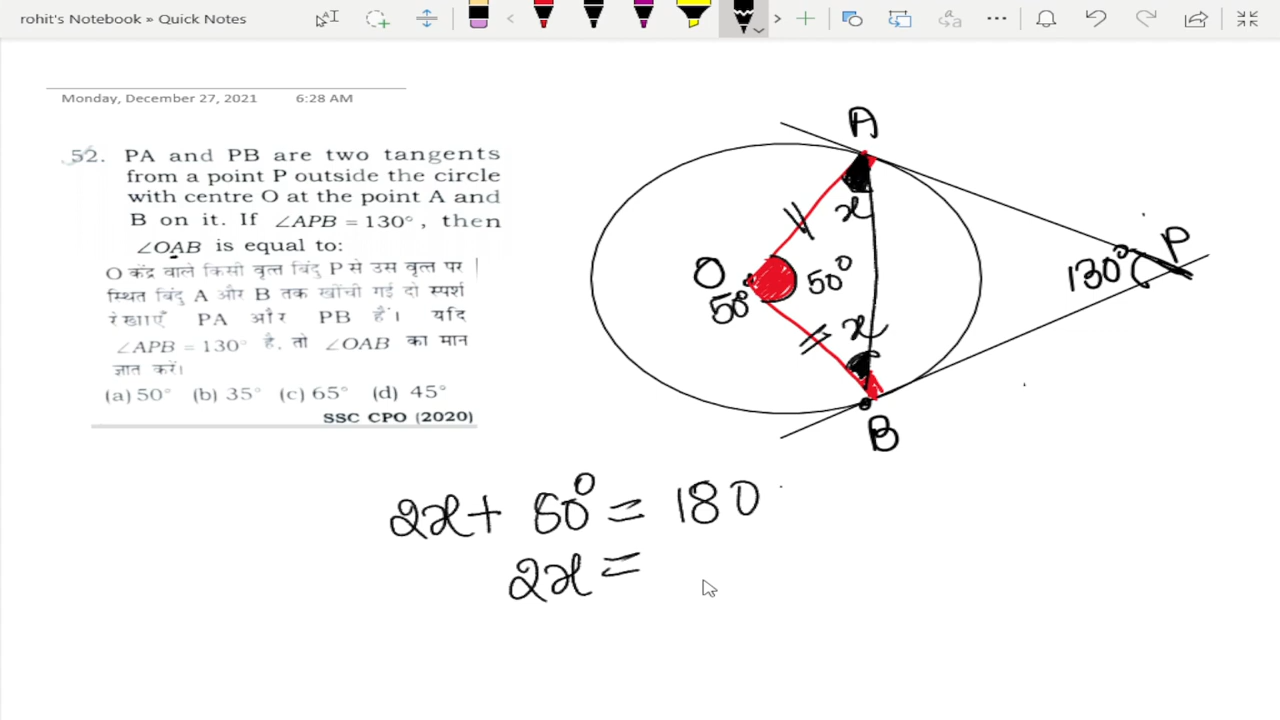 rohit's Notebook » Quick Notes
Monday, December 27, 2021 6:28 AM
52. PA and PB are two tangents
from a point P outside the circle
with centre O at the point A and
B on it. If ∠APB = 130°, then
∠OAB is equal to:
O केंद्र वाले किसी वृत्त बिंदु P से उस वृत्त पर
स्थित बिंदु A और B तक खींची गई दो स्पर्श
रेखाएँ PA और PB हैं। यदि
∠APB = 130° है, तो ∠OAB का मान
ज्ञात करें।
(a) 50° (b) 35° (c) 65° (d) 45°
SSC CPO (2020)
A
x
O
50°
50°
130°
P
x
B
2x + 50° = 180
2x =